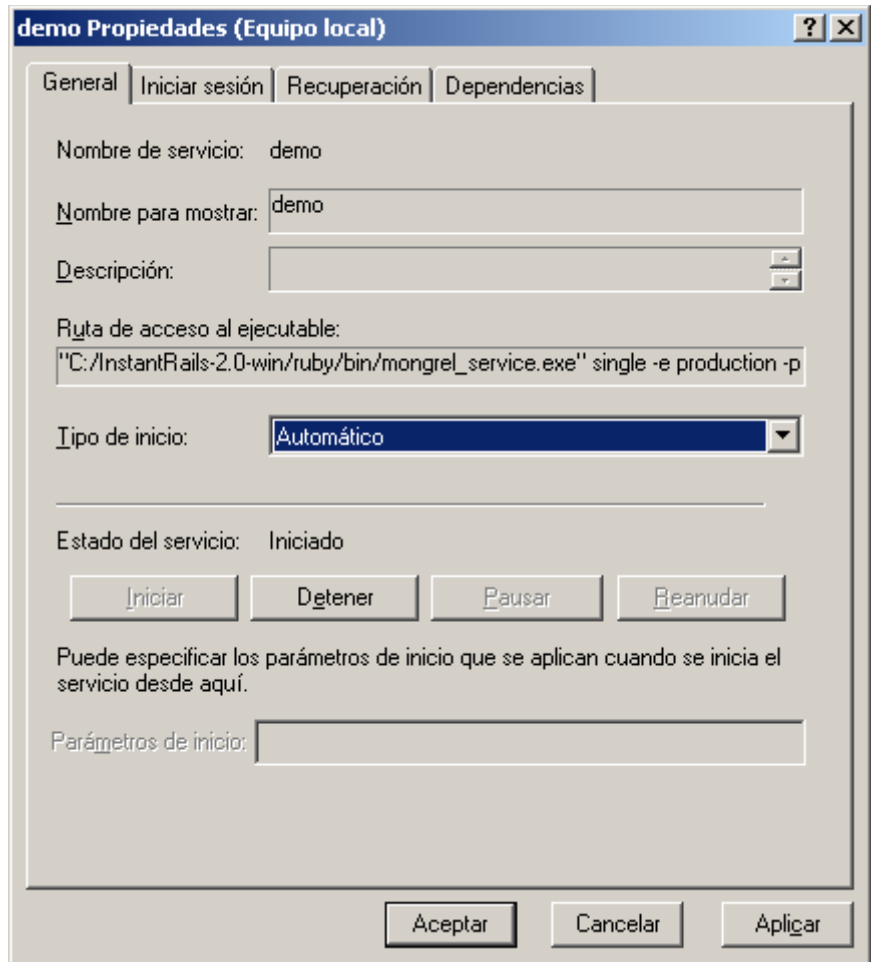 demo Propiedades (Equipo local)
General Iniciar sesión Recuperación Dependencias
Nombre de servicio: demo
Nombre para mostrar: demo
Descripción:
Ruta de acceso al ejecutable:
"C:/InstantRails-2.0-win/ruby/bin/mongrel_service.exe" single -e production -p
Tipo de inicio: Automático
Estado del servicio: Iniciado
Iniciar Detener Pausar Reanudar
Puede especificar los parámetros de inicio que se aplican cuando se inicia el
servicio desde aquí.
Parámetros de inicio:
Aceptar Cancelar Aplicar